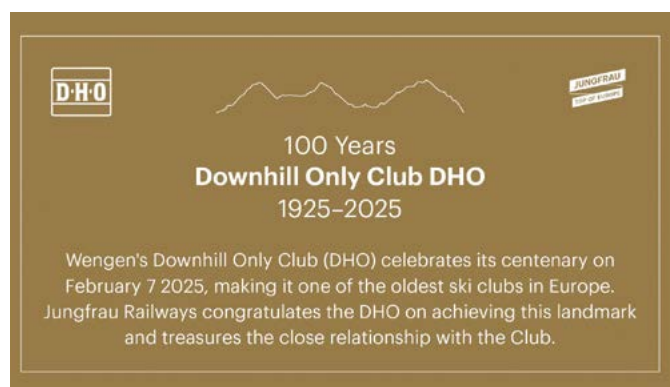 D·H·O
JUNGFRAU
TOP OF EUROPE
100 Years
Downhill Only Club DHO
1925–2025
Wengen's Downhill Only Club (DHO) celebrates its centenary on
February 7 2025, making it one of the oldest ski clubs in Europe.
Jungfrau Railways congratulates the DHO on achieving this landmark
and treasures the close relationship with the Club.